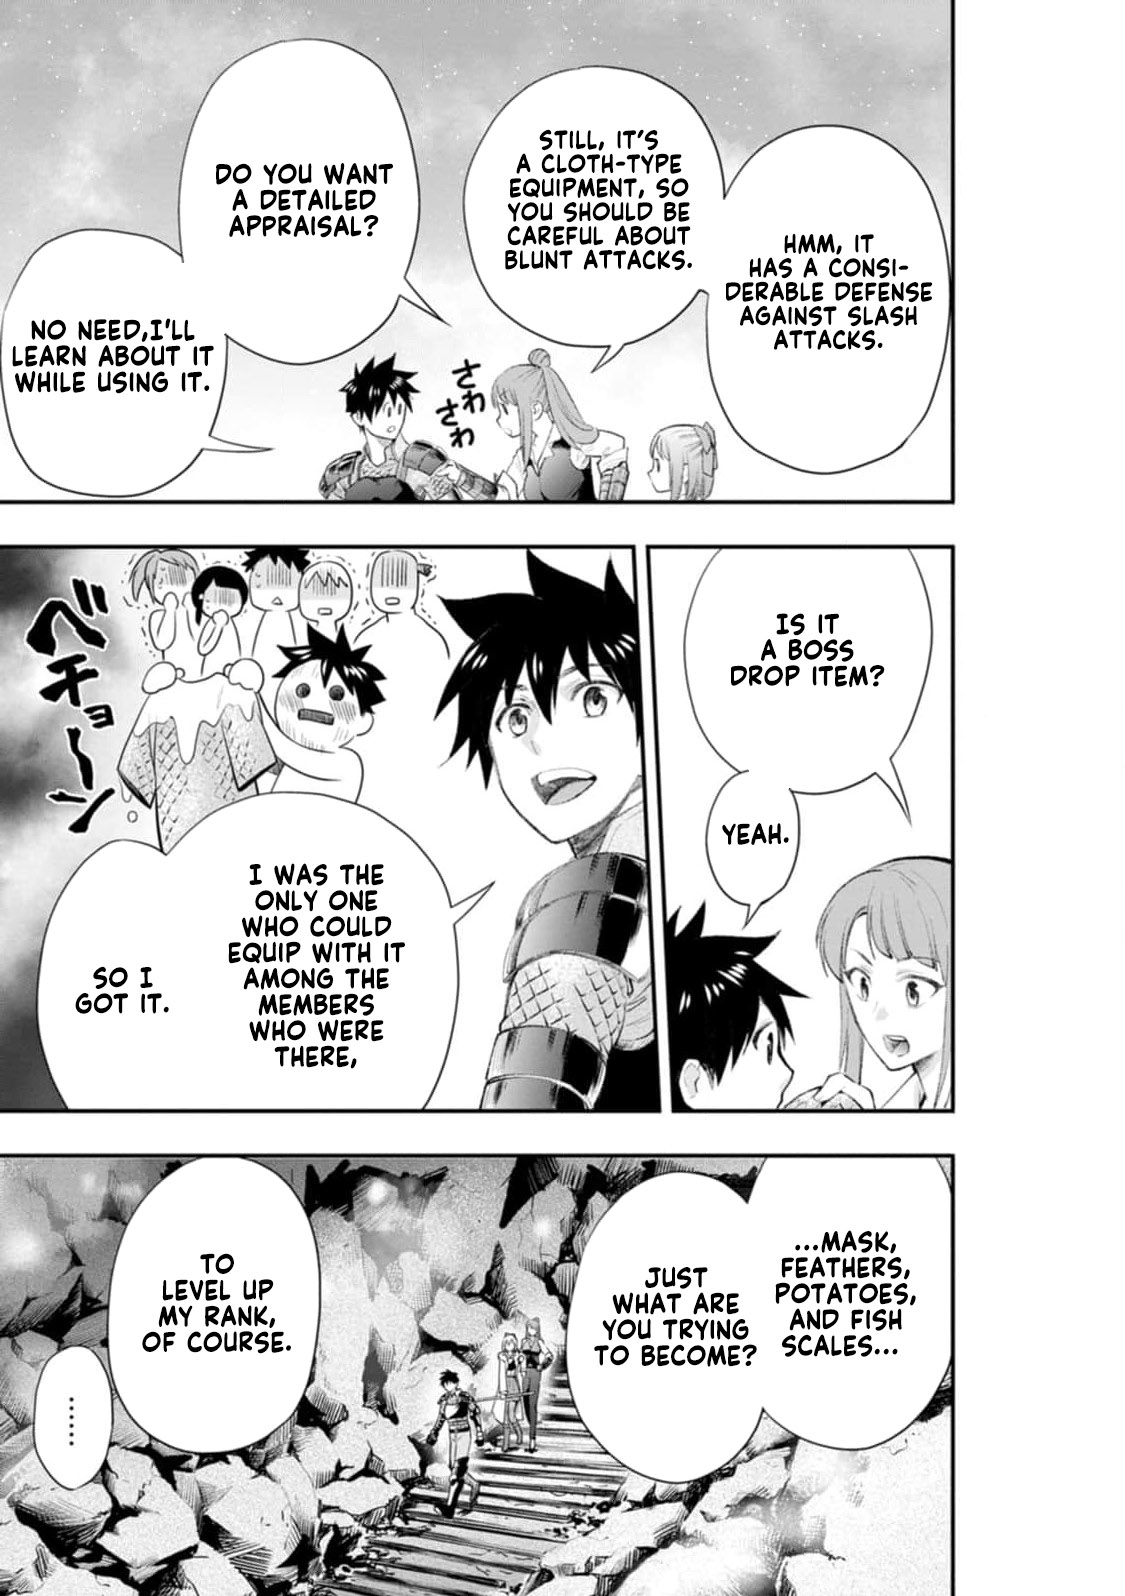 HMM, IT
HAS A CONSI-
DERABLE DEFENSE
AGAINST SLASH
ATTACKS.
STILL, IT'S
A CLOTH-TYPE
EQUIPMENT, SO
YOU SHOULD BE
CAREFUL ABOUT
BLUNT ATTACKS.
DO YOU WANT
A DETAILED
APPRAISAL?
NO NEED,I'LL
LEARN ABOUT IT
WHILE USING IT.
さわ
さわ
IS IT
A BOSS
DROP ITEM?
YEAH.
I WAS THE
ONLY ONE
WHO COULD
EQUIP WITH IT
AMONG THE
MEMBERS
WHO WERE
THERE,
SO I
GOT IT.
ベチョーン
...MASK,
FEATHERS,
POTATOES,
AND FISH
SCALES...
JUST
WHAT ARE
YOU TRYING
TO BECOME?
TO
LEVEL UP
MY RANK,
OF COURSE.
........